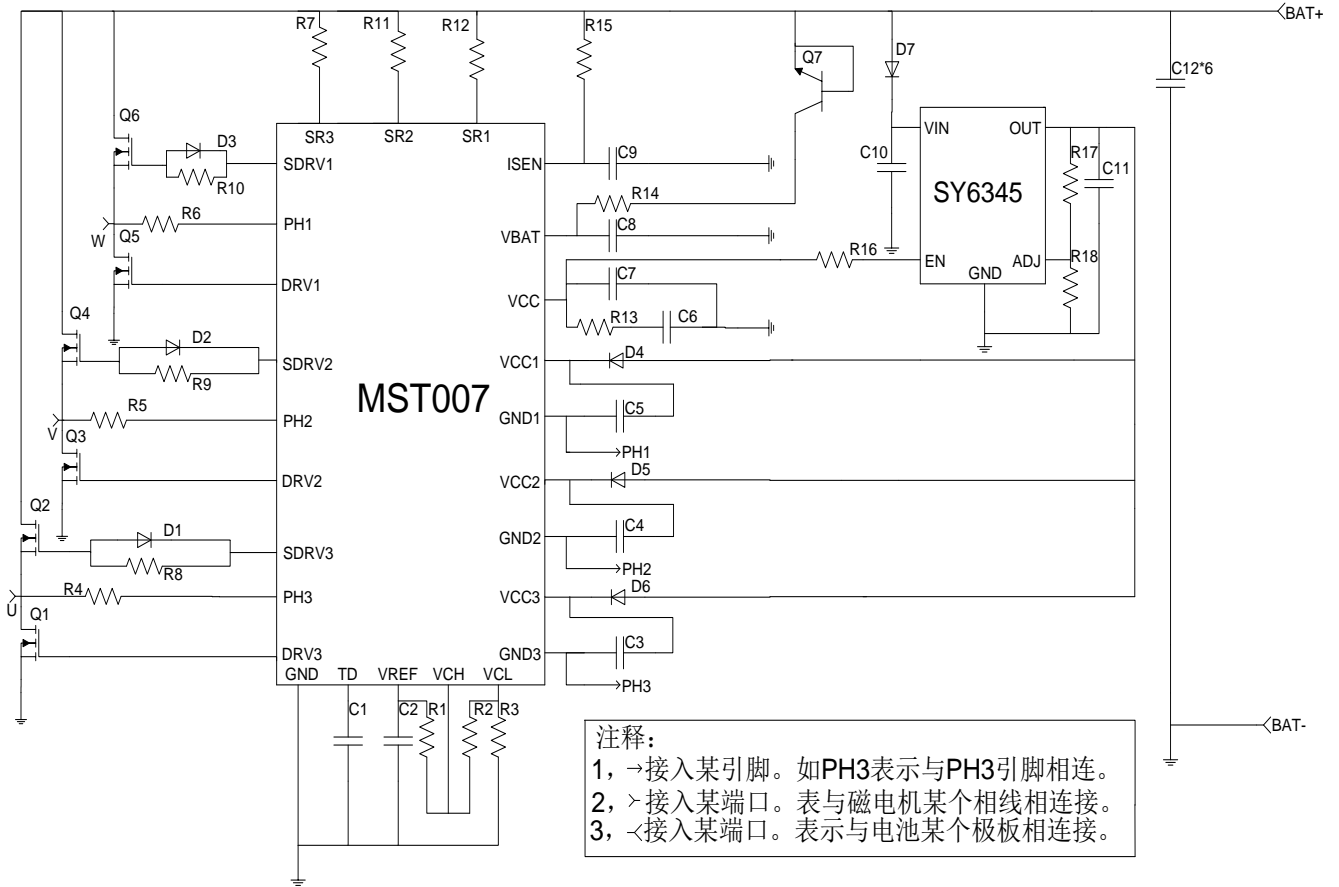 R7
R11
R12
R15
BAT+
D7
Q7
C12*6
Q6
SR3
SR2
SR1
D3
SDRV1
R10
ISEN
C9
VIN
OUT
C10
R17
C11
SY6345
R14
R6
PH1
W
Q5
VBAT
C8
R16
EN
ADJ
R18
GND
DRV1
C7
VCC
R13
C6
Q4
D2
SDRV2
R9
VCC1
D4
MST007
R5
PH2
V
Q3
GND1
C5
PH1
DRV2
VCC2
D5
Q2
D1
SDRV3
R8
GND2
C4
PH2
R4
PH3
U
Q1
VCC3
D6
DRV3
GND3
C3
PH3
GND
TD
VREF
VCH
VCL
C1
C2
R1
R2
R3
BAT-
注释：
1，→接入某引脚。如PH3表示与PH3引脚相连。
2，≻接入某端口。表与磁电机某个相线相连接。
3，≺接入某端口。表示与电池某个极板相连接。